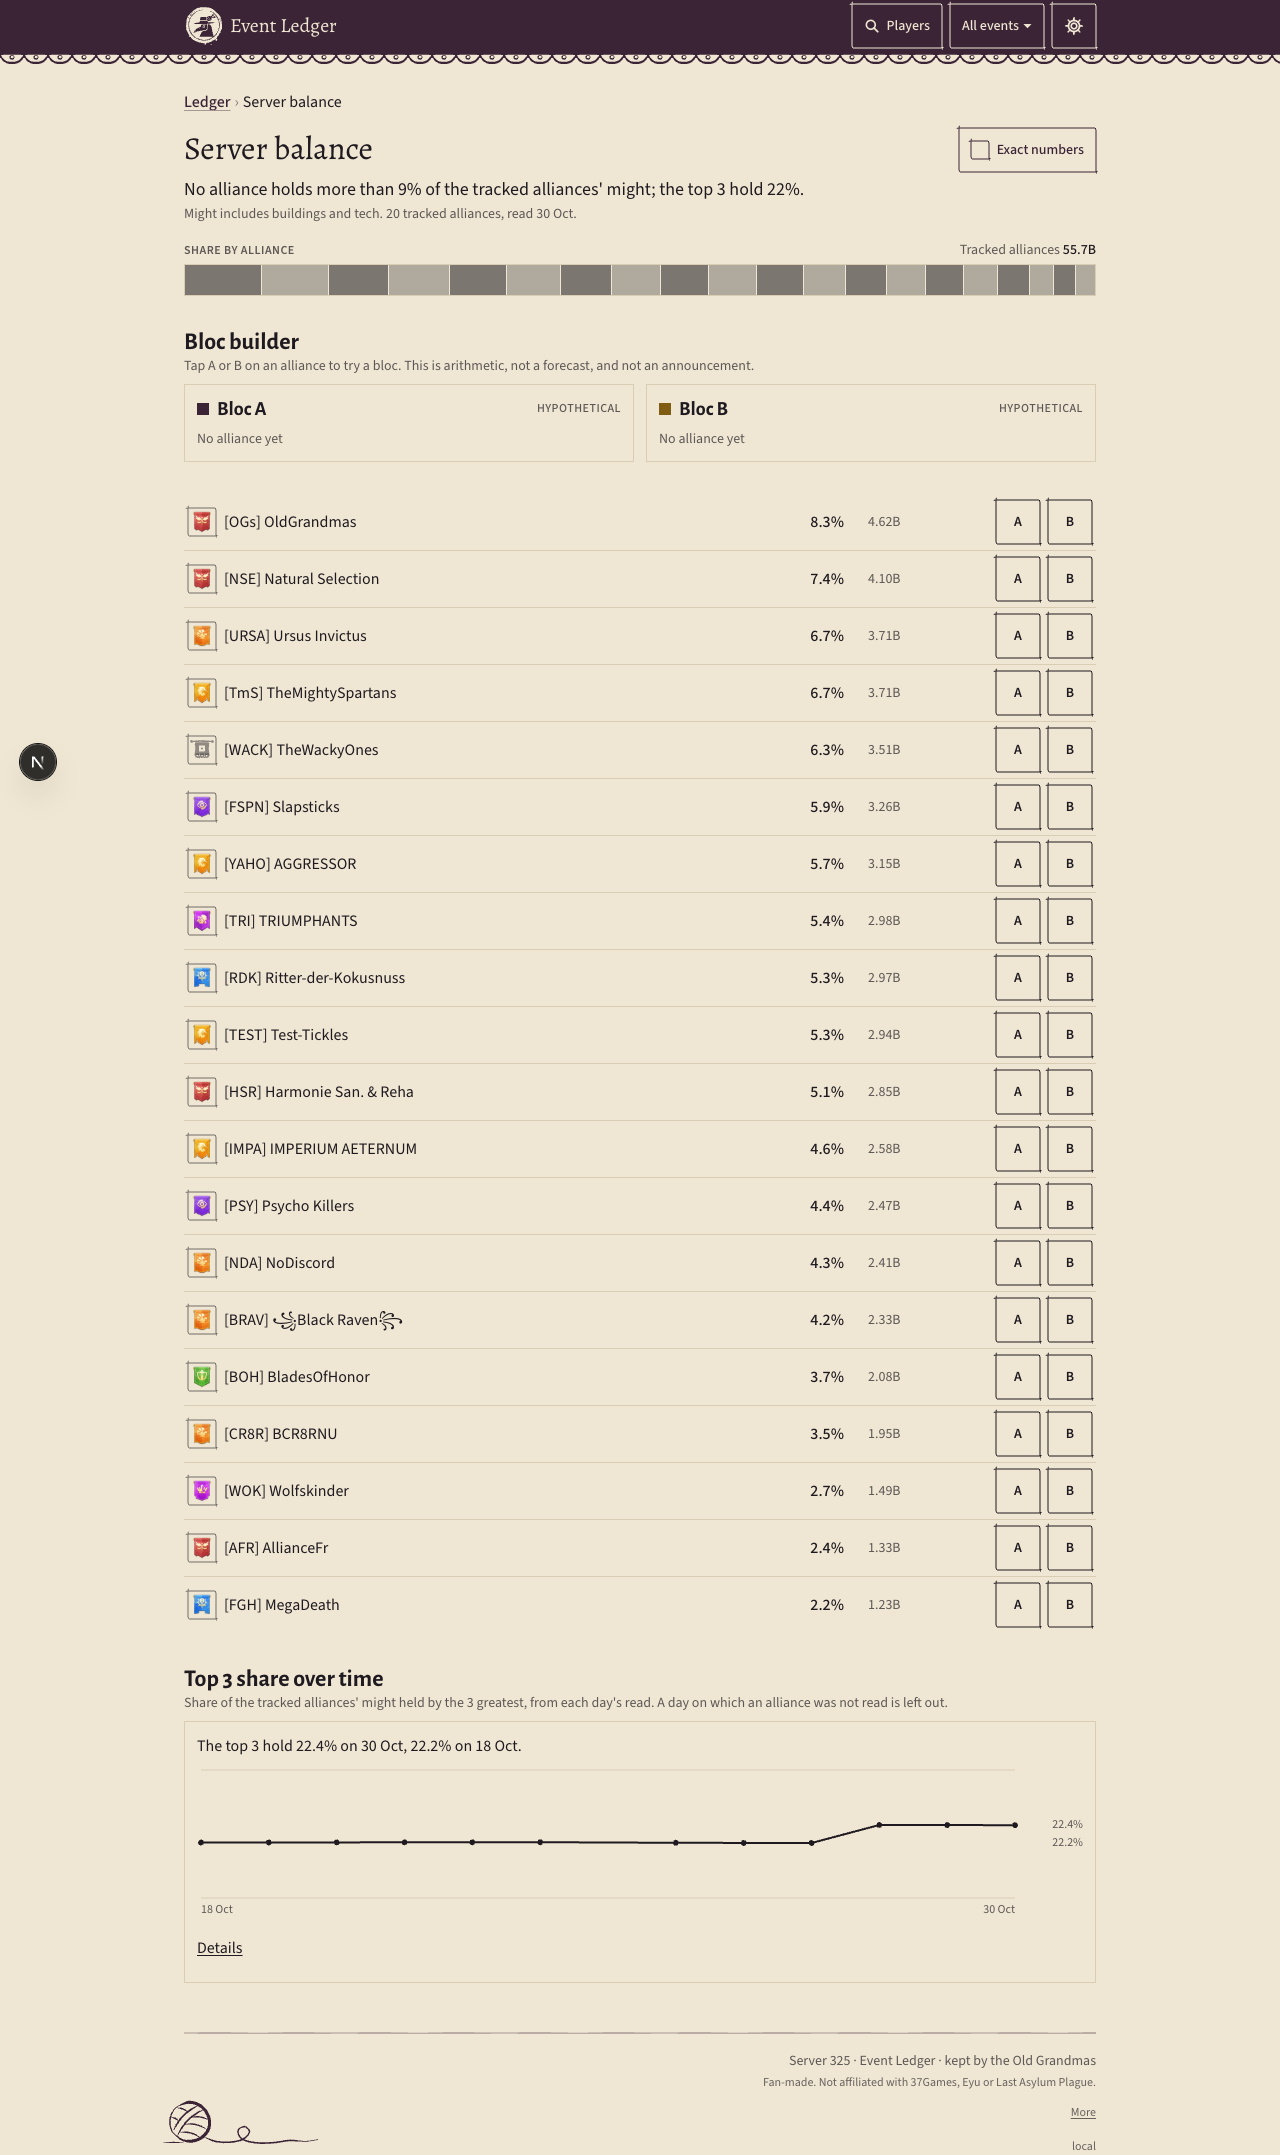 Event Ledger
Players
All events
Ledger › Server balance
Server balance
Exact numbers
No alliance holds more than 9% of the tracked alliances' might; the top 3 hold 22%.
Might includes buildings and tech. 20 tracked alliances, read 30 Oct.
SHARE BY ALLIANCE
Tracked alliances 55.7B
Bloc builder
Tap A or B on an alliance to try a bloc. This is arithmetic, not a forecast, and not an announcement.
Bloc A HYPOTHETICAL
No alliance yet
Bloc B HYPOTHETICAL
No alliance yet
[OGs] OldGrandmas 8.3% 4.62B A B
[NSE] Natural Selection 7.4% 4.10B A B
[URSA] Ursus Invictus 6.7% 3.71B A B
[TmS] TheMightySpartans 6.7% 3.71B A B
[WACK] TheWackyOnes 6.3% 3.51B A B
[FSPN] Slapsticks 5.9% 3.26B A B
[YAHO] AGGRESSOR 5.7% 3.15B A B
[TRI] TRIUMPHANTS 5.4% 2.98B A B
[RDK] Ritter-der-Kokusnuss 5.3% 2.97B A B
[TEST] Test-Tickles 5.3% 2.94B A B
[HSR] Harmonie San. & Reha 5.1% 2.85B A B
[IMPA] IMPERIUM AETERNUM 4.6% 2.58B A B
[PSY] Psycho Killers 4.4% 2.47B A B
[NDA] NoDiscord 4.3% 2.41B A B
[BRAV] ꧁Black Raven꧂ 4.2% 2.33B A B
[BOH] BladesOfHonor 3.7% 2.08B A B
[CR8R] BCR8RNU 3.5% 1.95B A B
[WOK] Wolfskinder 2.7% 1.49B A B
[AFR] AllianceFr 2.4% 1.33B A B
[FGH] MegaDeath 2.2% 1.23B A B
Top 3 share over time
Share of the tracked alliances' might held by the 3 greatest, from each day's read. A day on which an alliance was not read is left out.
The top 3 hold 22.4% on 30 Oct, 22.2% on 18 Oct.
22.4%
22.2%
18 Oct 30 Oct
Details
Server 325 · Event Ledger · kept by the Old Grandmas
Fan-made. Not affiliated with 37Games, Eyu or Last Asylum Plague.
More
local